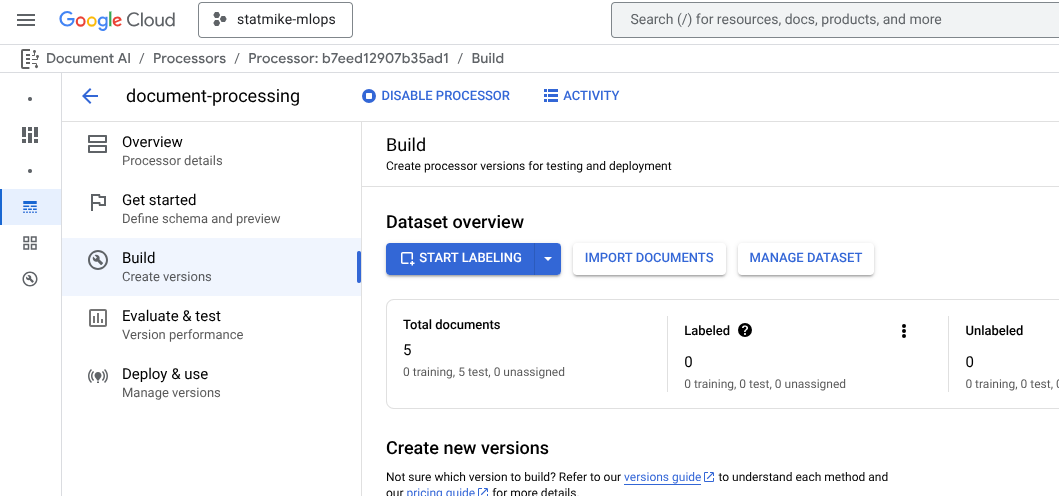 Google Cloud
statmike-mlops
Search (/) for resources, docs, products, and more
Document AI / Processors / Processor: b7eed12907b35ad1 / Build
document-processing
DISABLE PROCESSOR
ACTIVITY
Overview
Processor details
Get started
Define schema and preview
Build
Create versions
Evaluate & test
Version performance
Deploy & use
Manage versions
Build
Create processor versions for testing and deployment
Dataset overview
START LABELING
IMPORT DOCUMENTS
MANAGE DATASET
Total documents
5
0 training, 5 test, 0 unassigned
Labeled
0
0 training, 0 test, 0 unassigned
Unlabeled
0
0 training, 0 test,
Create new versions
Not sure which version to build? Refer to our versions guide to understand each method and
our pricing guide for more details.